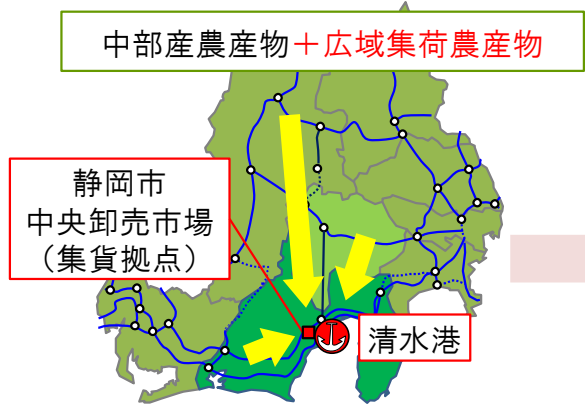 中部産農産物＋広域集荷農産物
静岡市
中央卸売市場
（集貨拠点）
清水港